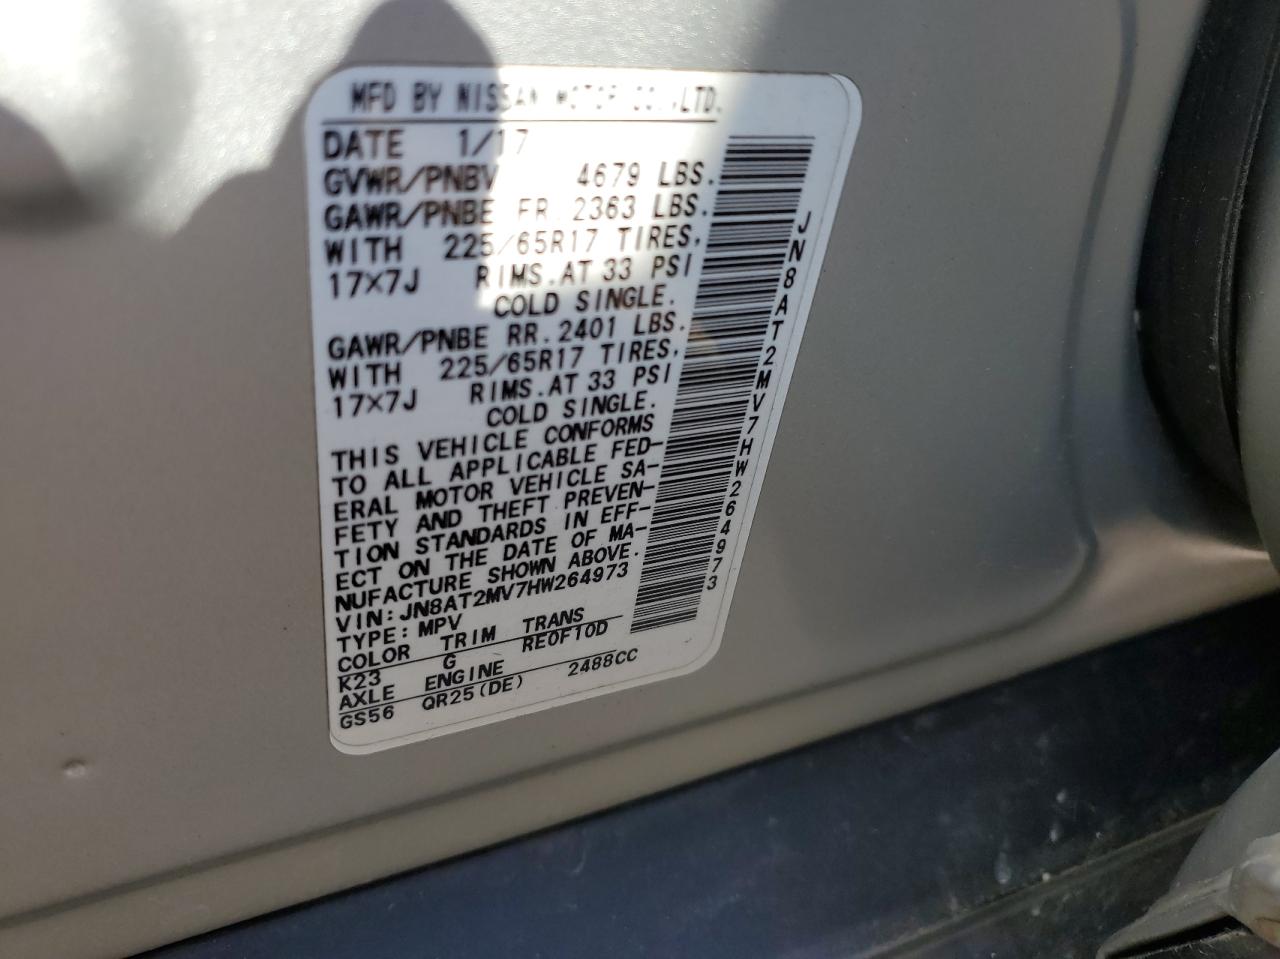 MFD BY NISSAN MOTOR CO.,LTD.
DATE 1/17
GVWR/PNBV 4679 LBS.
GAWR/PNBE FR. 2363 LBS.
WITH 225/65R17 TIRES,
17×7J RIMS.AT 33 PSI
COLD SINGLE.
GAWR/PNBE RR. 2401 LBS.
WITH 225/65R17 TIRES,
17×7J RIMS.AT 33 PSI
COLD SINGLE.
THIS VEHICLE CONFORMS
TO ALL APPLICABLE FED-
ERAL MOTOR VEHICLE SA-
FETY AND THEFT PREVEN-
TION STANDARDS IN EFF-
ECT ON THE DATE OF MA-
NUFACTURE SHOWN ABOVE.
VIN:JN8AT2MV7HW264973
TYPE:MPV
COLOR TRIM TRANS
K23 G RE0F10D
AXLE ENGINE
GS56 QR25(DE) 2488CC
JN8AT2MV7HW264973